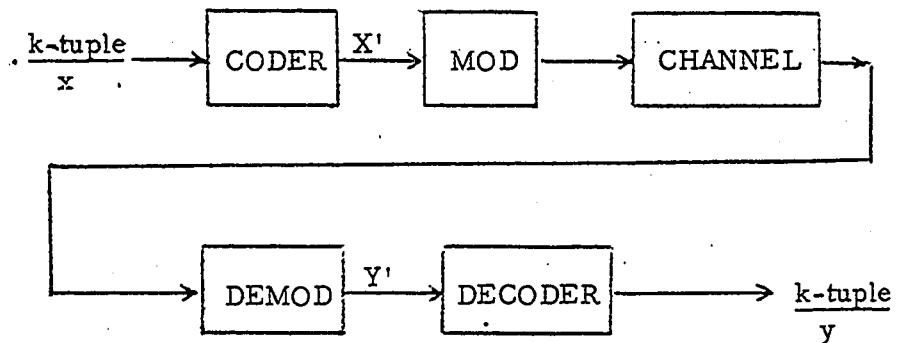 k-tuple
x
CODER
X'
MOD
CHANNEL
DEMOD
Y'
DECODER
k-tuple
y